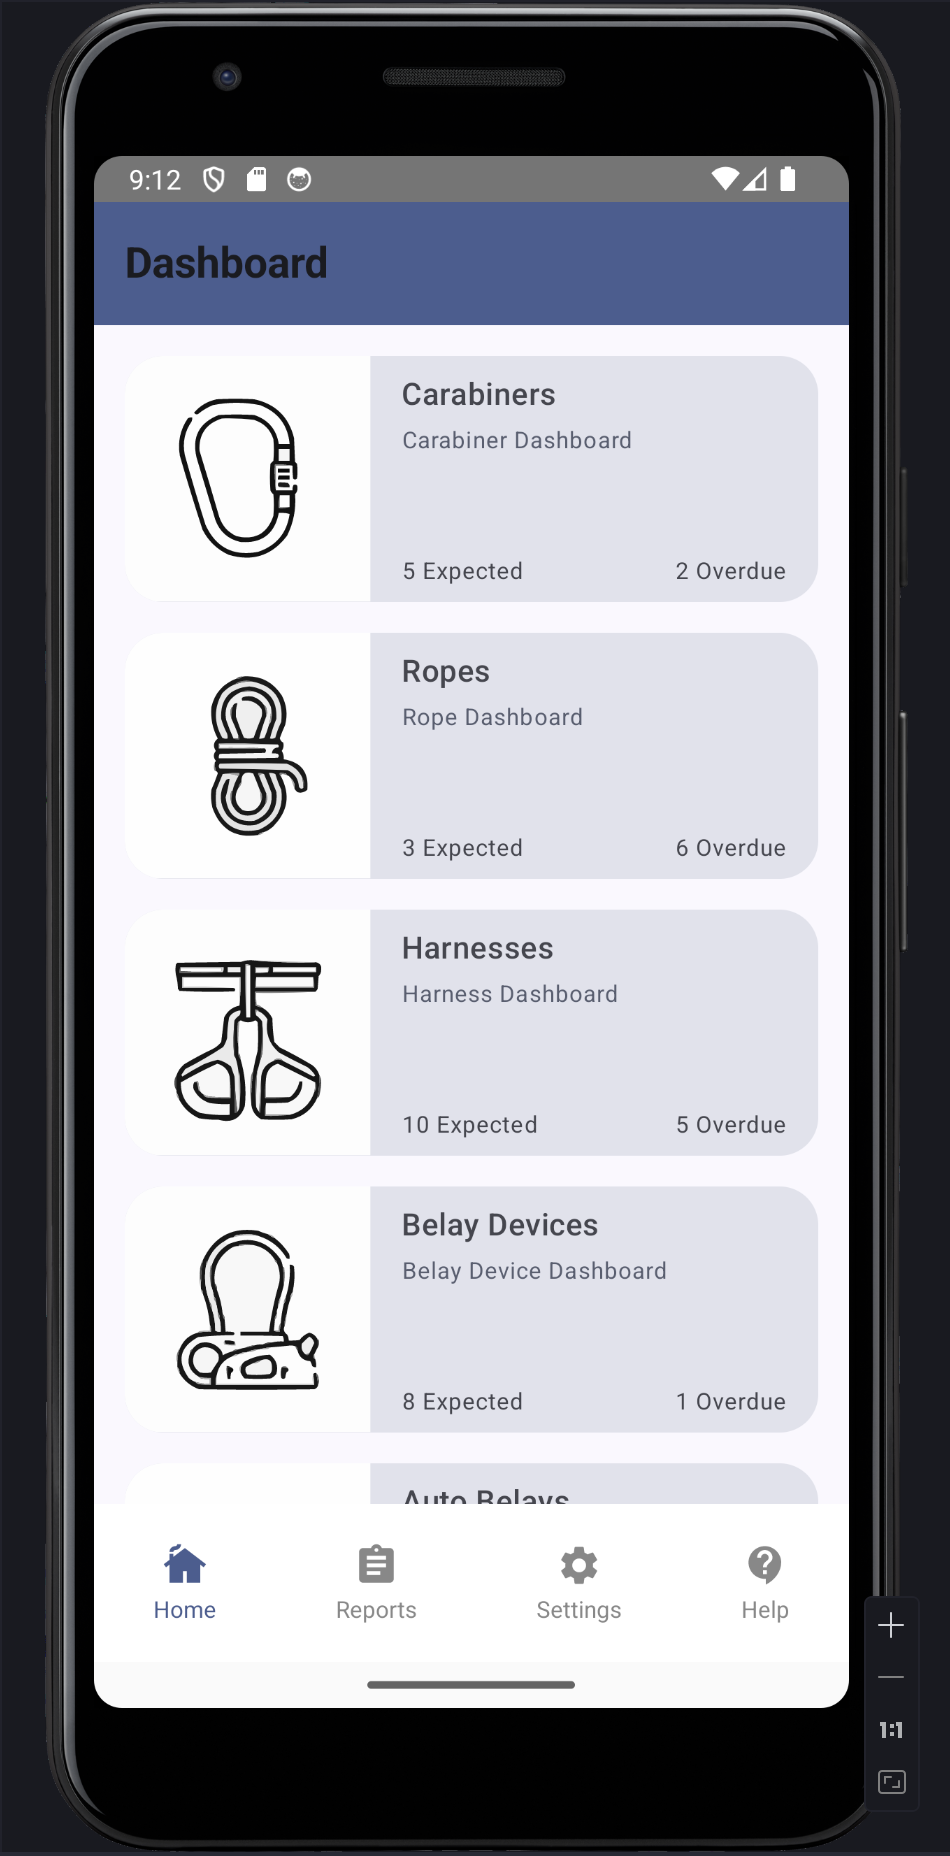 9:12
Dashboard
Carabiners
Carabiner Dashboard
5 Expected 2 Overdue
Ropes
Rope Dashboard
3 Expected 6 Overdue
Harnesses
Harness Dashboard
10 Expected 5 Overdue
Belay Devices
Belay Device Dashboard
8 Expected 1 Overdue
Auto Belays
Home Reports Settings Help
1:1